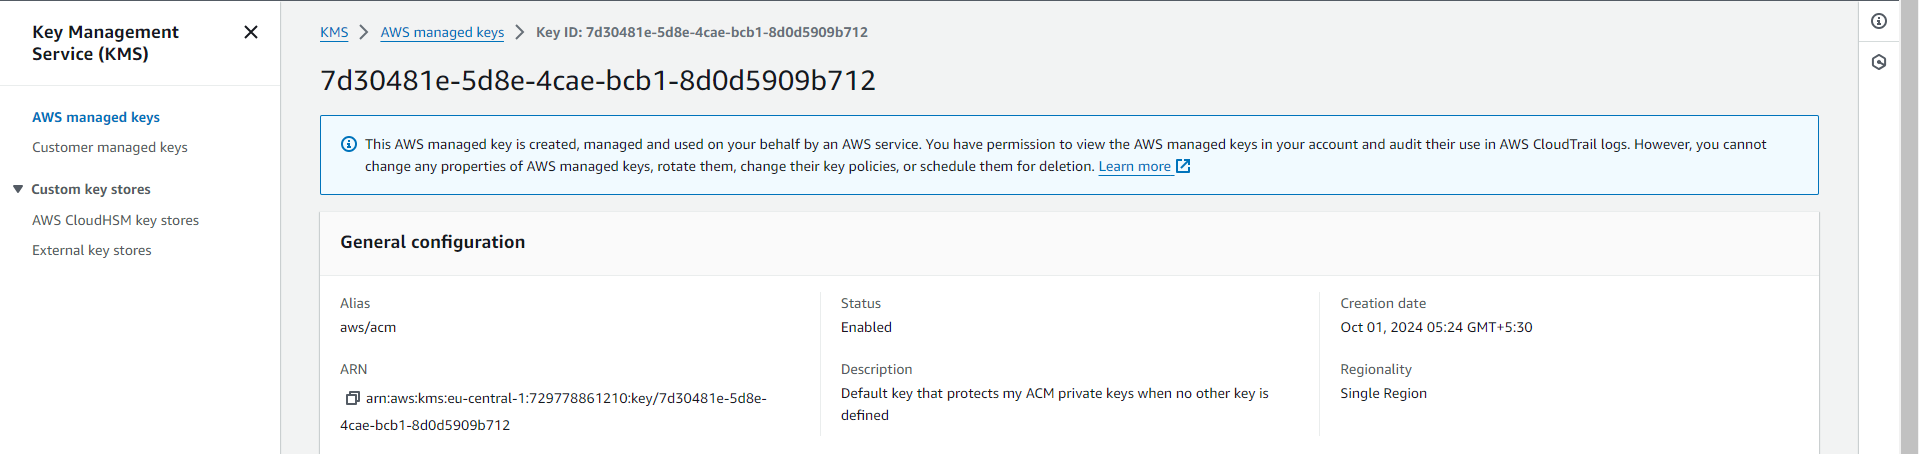 Key Management
Service (KMS)
AWS managed keys
Customer managed keys
Custom key stores
AWS CloudHSM key stores
External key stores
KMS > AWS managed keys > Key ID: 7d30481e-5d8e-4cae-bcb1-8d0d5909b712
7d30481e-5d8e-4cae-bcb1-8d0d5909b712
This AWS managed key is created, managed and used on your behalf by an AWS service. You have permission to view the AWS managed keys in your account and audit their use in AWS CloudTrail logs. However, you cannot
change any properties of AWS managed keys, rotate them, change their key policies, or schedule them for deletion. Learn more
General configuration
Alias
aws/acm
ARN
arn:aws:kms:eu-central-1:729778861210:key/7d30481e-5d8e-
4cae-bcb1-8d0d5909b712
Status
Enabled
Description
Default key that protects my ACM private keys when no other key is
defined
Creation date
Oct 01, 2024 05:24 GMT+5:30
Regionality
Single Region